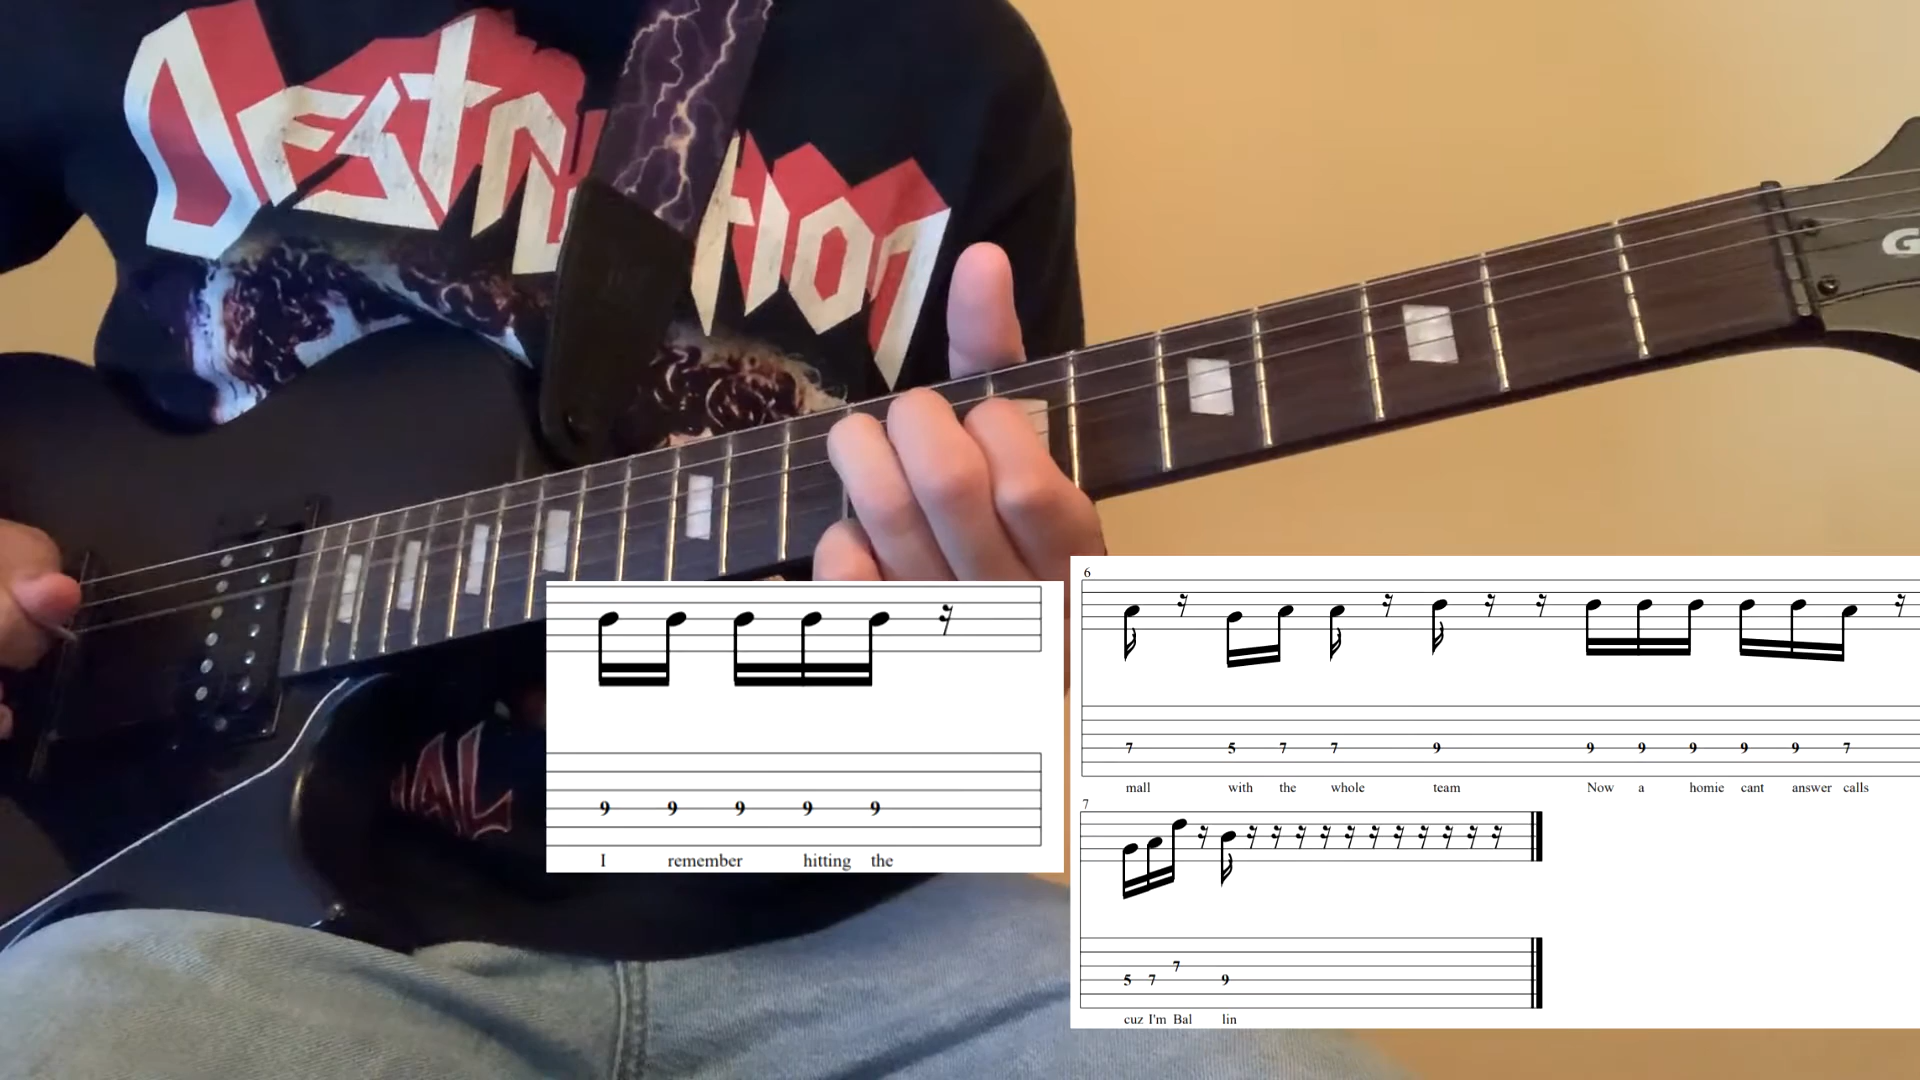 DESTRUCTION
G
6
7 5 7 7 9 9 9 9 9 9 7
mall with the whole team Now a homie cant answer calls
9 9 9 9 9
I remember hitting the
7
7
5 7 9
cuz I'm Bal lin